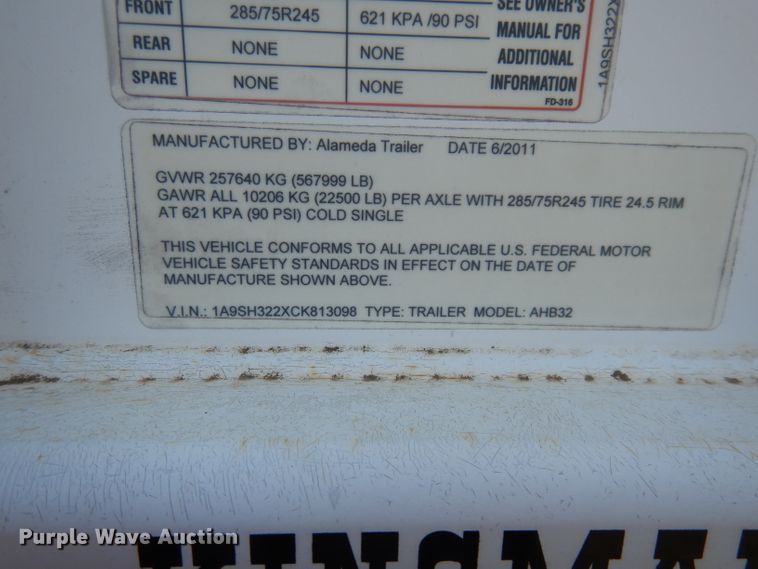 FRONT 285/75R245 621 KPA /90 PSI SEE OWNER'S
MANUAL FOR
REAR NONE NONE ADDITIONAL
SPARE NONE NONE INFORMATION
FD-316
1A9SH322X
MANUFACTURED BY: Alameda Trailer DATE 6/2011
GVWR 257640 KG (567999 LB)
GAWR ALL 10206 KG (22500 LB) PER AXLE WITH 285/75R245 TIRE 24.5 RIM
AT 621 KPA (90 PSI) COLD SINGLE
THIS VEHICLE CONFORMS TO ALL APPLICABLE U.S. FEDERAL MOTOR
VEHICLE SAFETY STANDARDS IN EFFECT ON THE DATE OF
MANUFACTURE SHOWN ABOVE.
V.I.N.: 1A9SH322XCK813098 TYPE: TRAILER MODEL: AHB32
Purple Wave Auction